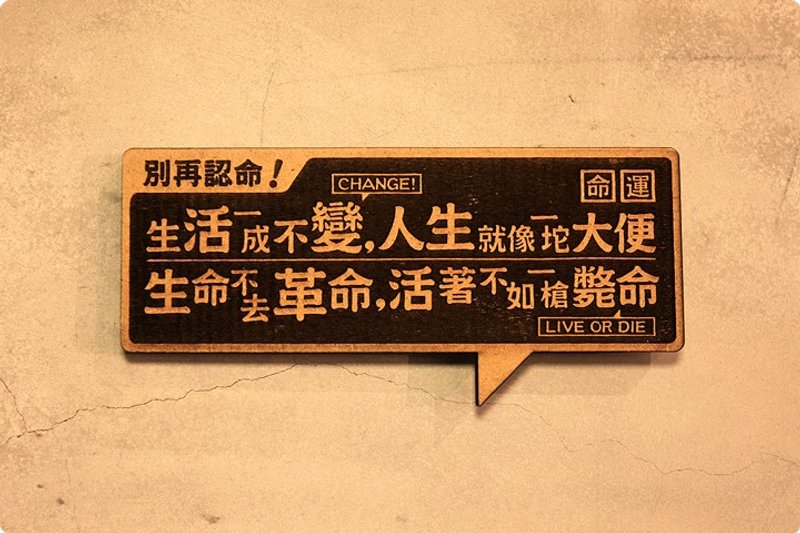 別再認命！
CHANGE!
命運
生活一成不變，人生就像一坨大便
生命不去革命，活著不如一槍斃命
LIVE OR DIE